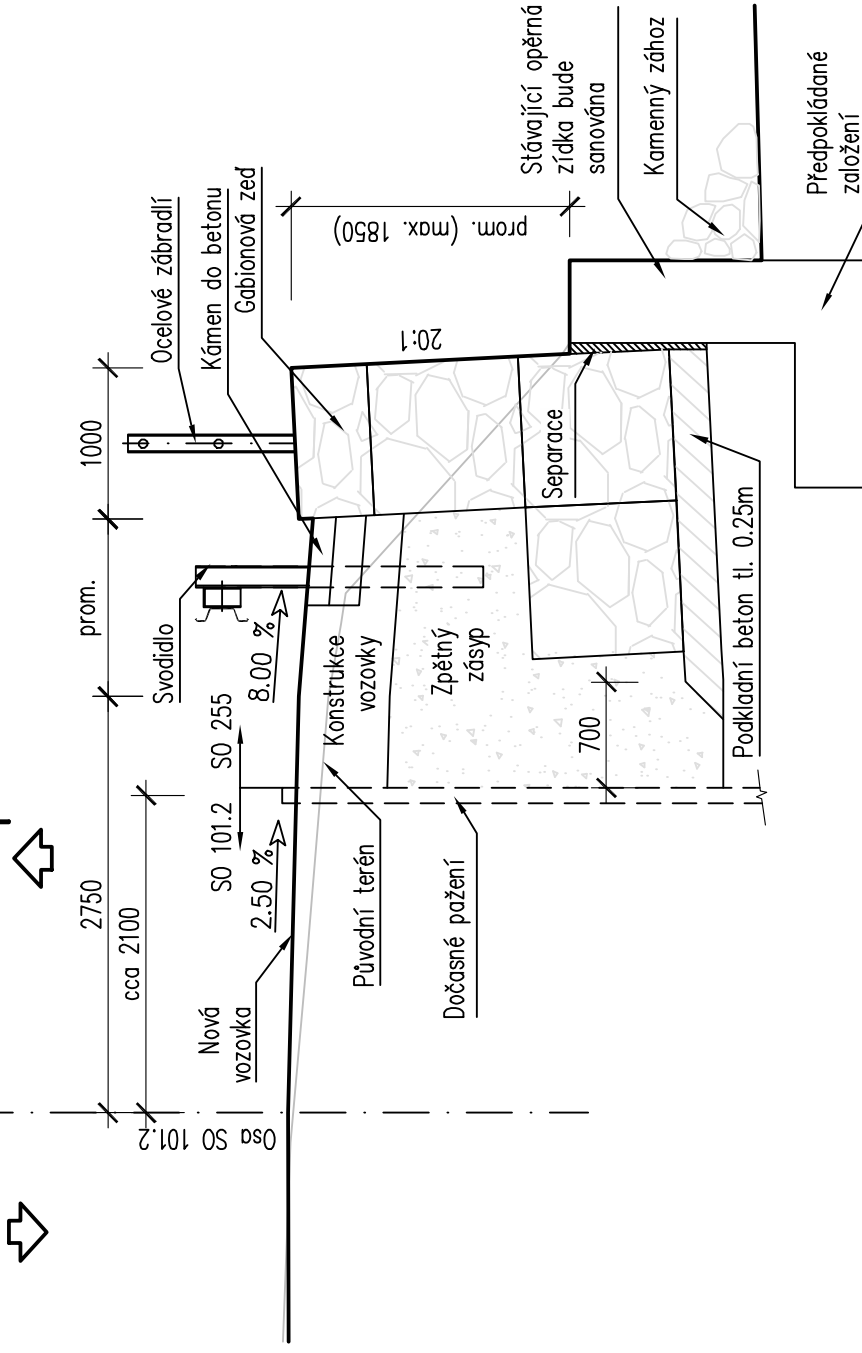 2750
prom.
1000
cca 2100
Ocelové zábradlí
Kámen do betonu
Gabionová zeď
Svodidlo
SO 101.2
SO 255
2.50 %
8.00 %
Nová
vozovka
Osa SO 101.2
Původní terén
Konstrukce
vozovky
Zpětný
zásyp
Dočasné pažení
700
Podkladní beton tl. 0.25m
Separace
20:1
prom. (max. 1850)
Stávající opěrná
zídka bude
sanována
Kamenný zához
Předpokládané
založení